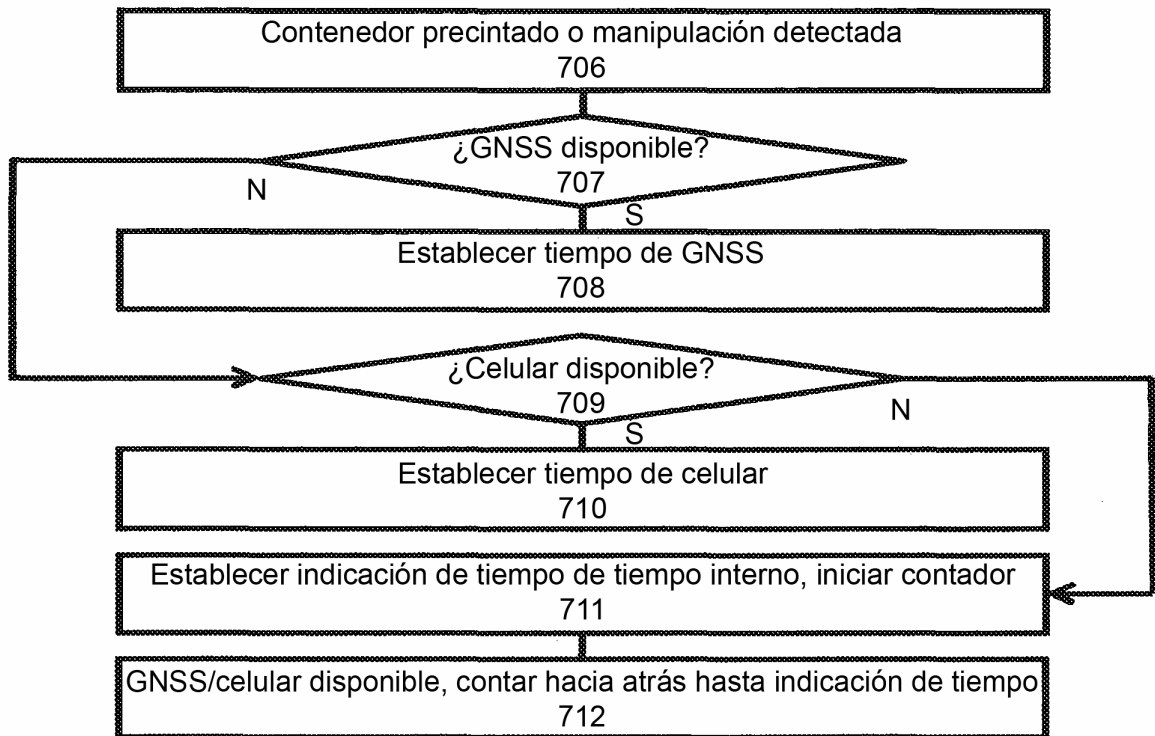 Contenedor precintado o manipulación detectada
706
¿GNSS disponible?
707
N
S
Establecer tiempo de GNSS
708
¿Celular disponible?
709
N
S
Establecer tiempo de celular
710
Establecer indicación de tiempo de tiempo interno, iniciar contador
711
GNSS/celular disponible, contar hacia atrás hasta indicación de tiempo
712